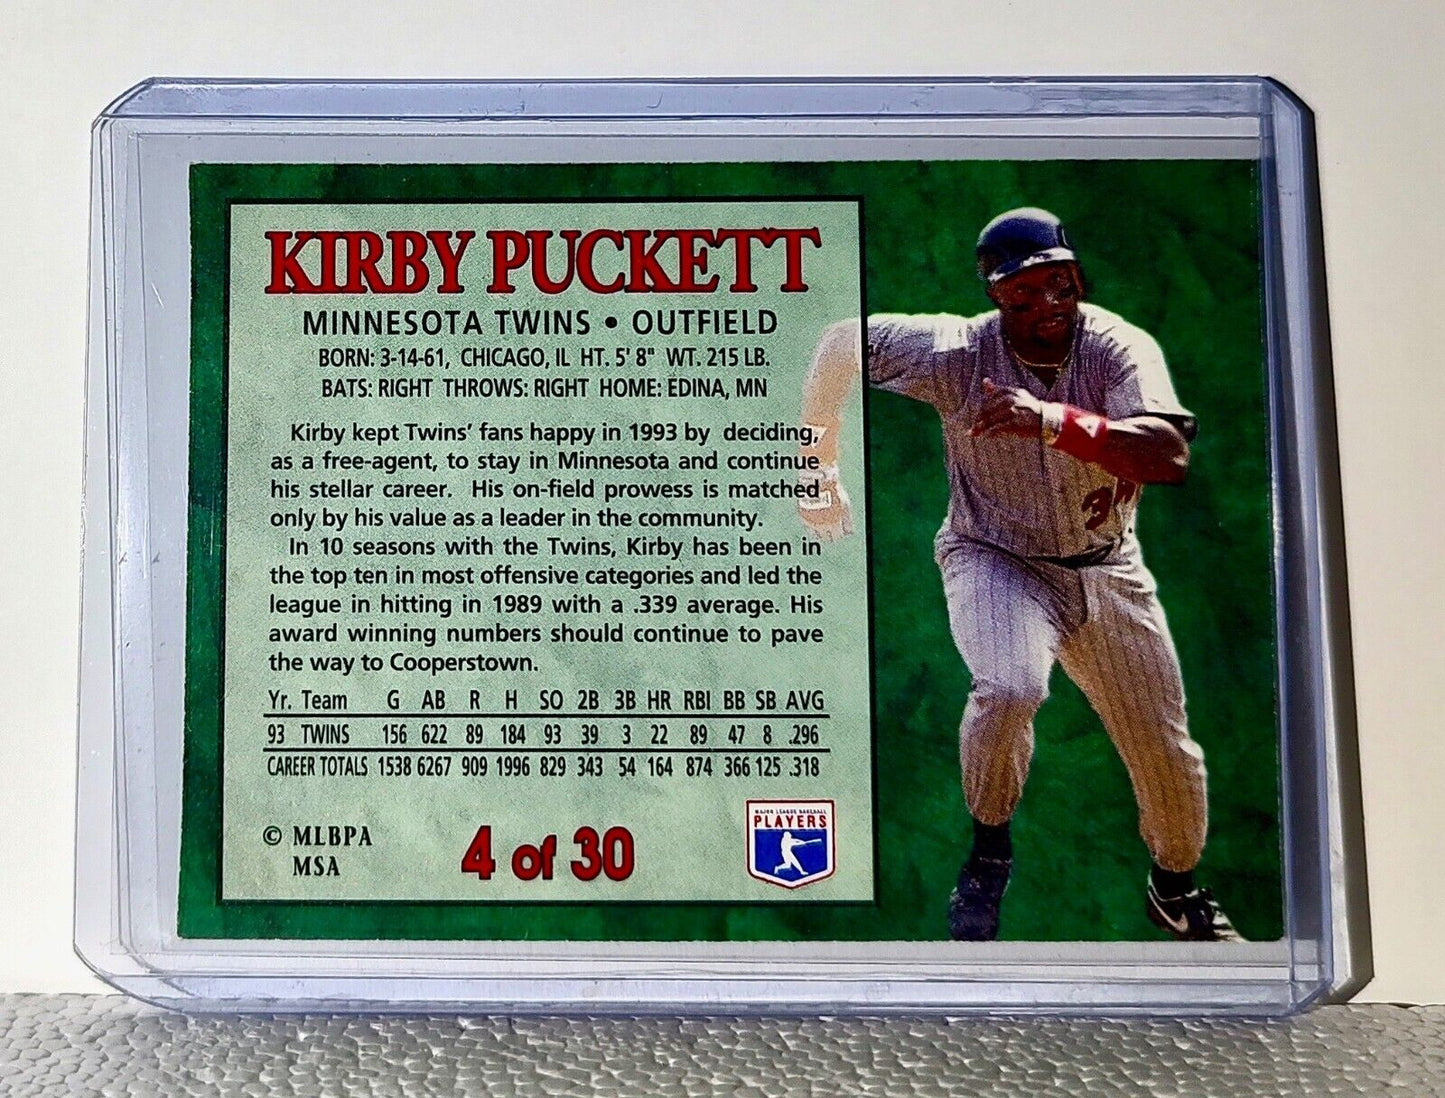 KIRBY PUCKETT
MINNESOTA TWINS • OUTFIELD
BORN: 3-14-61, CHICAGO, IL HT. 5' 8" WT. 215 LB.
BATS: RIGHT THROWS: RIGHT HOME: EDINA, MN
Kirby kept Twins' fans happy in 1993 by deciding,
as a free-agent, to stay in Minnesota and continue
his stellar career. His on-field prowess is matched
only by his value as a leader in the community.
In 10 seasons with the Twins, Kirby has been in
the top ten in most offensive categories and led the
league in hitting in 1989 with a .339 average. His
award winning numbers should continue to pave
the way to Cooperstown.
Yr. Team G AB R H SO 2B 3B HR RBI BB SB AVG
93 TWINS 156 622 89 184 93 39 3 22 89 47 8 .296
CAREER TOTALS 1538 6267 909 1996 829 343 54 164 874 366 125 .318
© MLBPA
MSA
4 of 30
MAJOR LEAGUE BASEBALL
PLAYERS
3